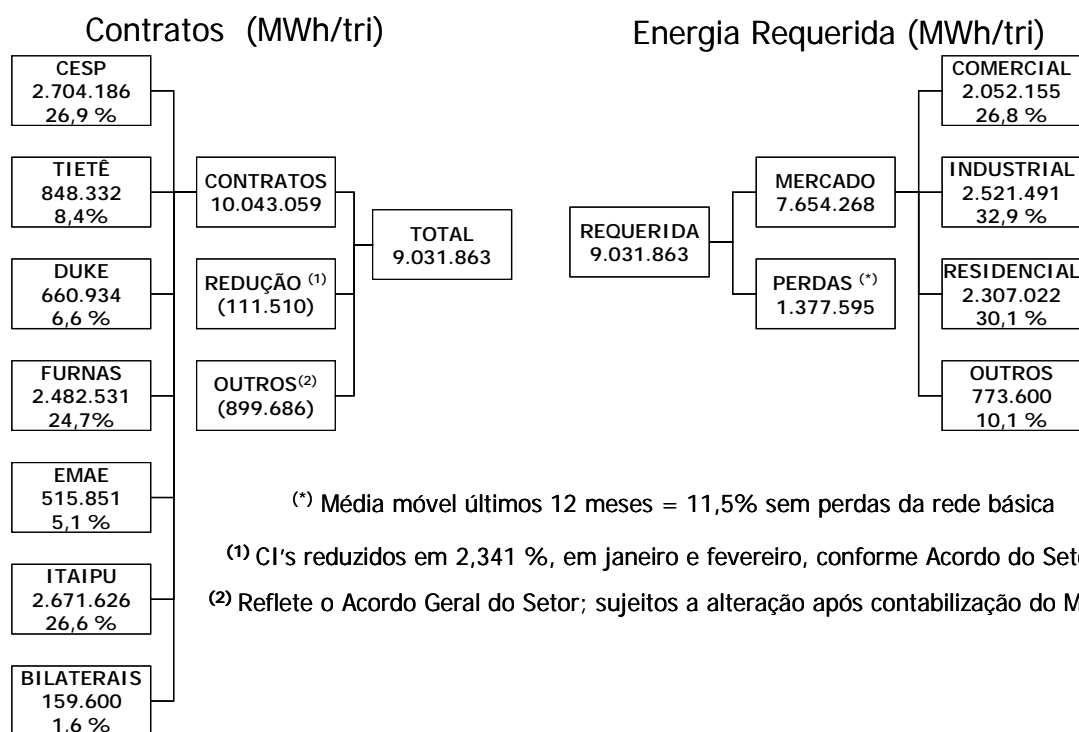 Contratos (MWh/tri)
CESP
2.704.186
26,9 %
TIETÊ
848.332
8,4%
DUKE
660.934
6,6 %
FURNAS
2.482.531
24,7%
EMAE
515.851
5,1 %
ITAIPU
2.671.626
26,6 %
BILATERAIS
159.600
1,6 %
CONTRATOS
10.043.059
REDUÇÃO (1)
(111.510)
OUTROS(2)
(899.686)
TOTAL
9.031.863
Energia Requerida (MWh/tri)
REQUERIDA
9.031.863
MERCADO
7.654.268
PERDAS (*)
1.377.595
COMERCIAL
2.052.155
26,8 %
INDUSTRIAL
2.521.491
32,9 %
RESIDENCIAL
2.307.022
30,1 %
OUTROS
773.600
10,1 %
(*) Média móvel últimos 12 meses = 11,5% sem perdas da rede básica
(1) CI's reduzidos em 2,341 %, em janeiro e fevereiro, conforme Acordo do
(2) Reflete o Acordo Geral do Setor; sujeitos a alteração após contabilização do